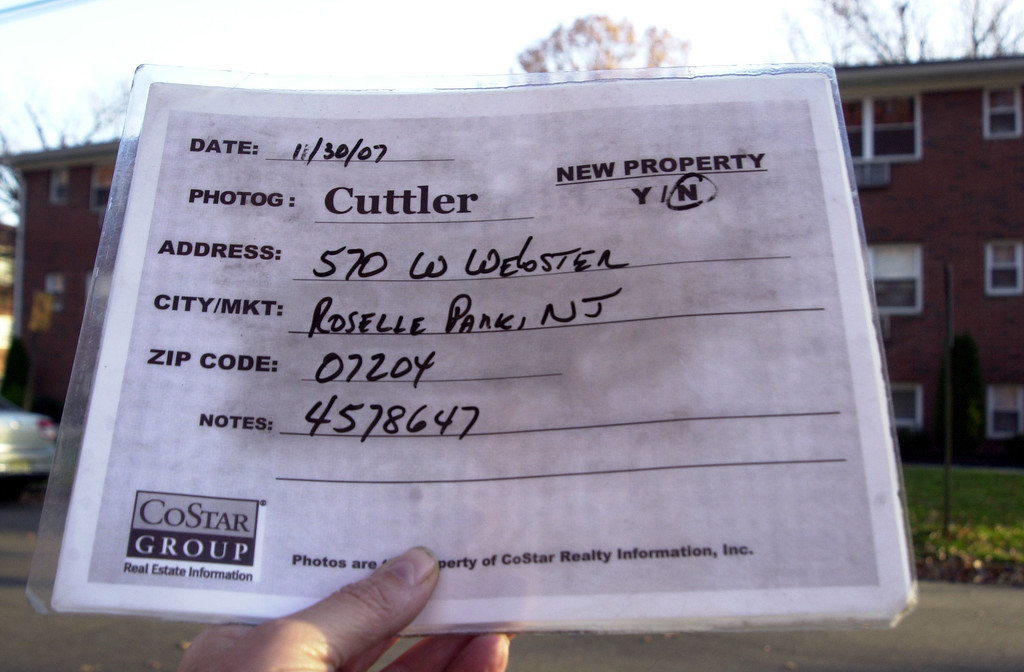 DATE: 11/30/07
NEW PROPERTY
Y / N
PHOTOG: Cuttler
ADDRESS: 570 W WEBSTER
CITY/MKT: ROSELLE PARK, NJ
ZIP CODE: 07204
NOTES: 4578647
COSTAR®
GROUP
Real Estate Information
Photos are perty of CoStar Realty Information, Inc.